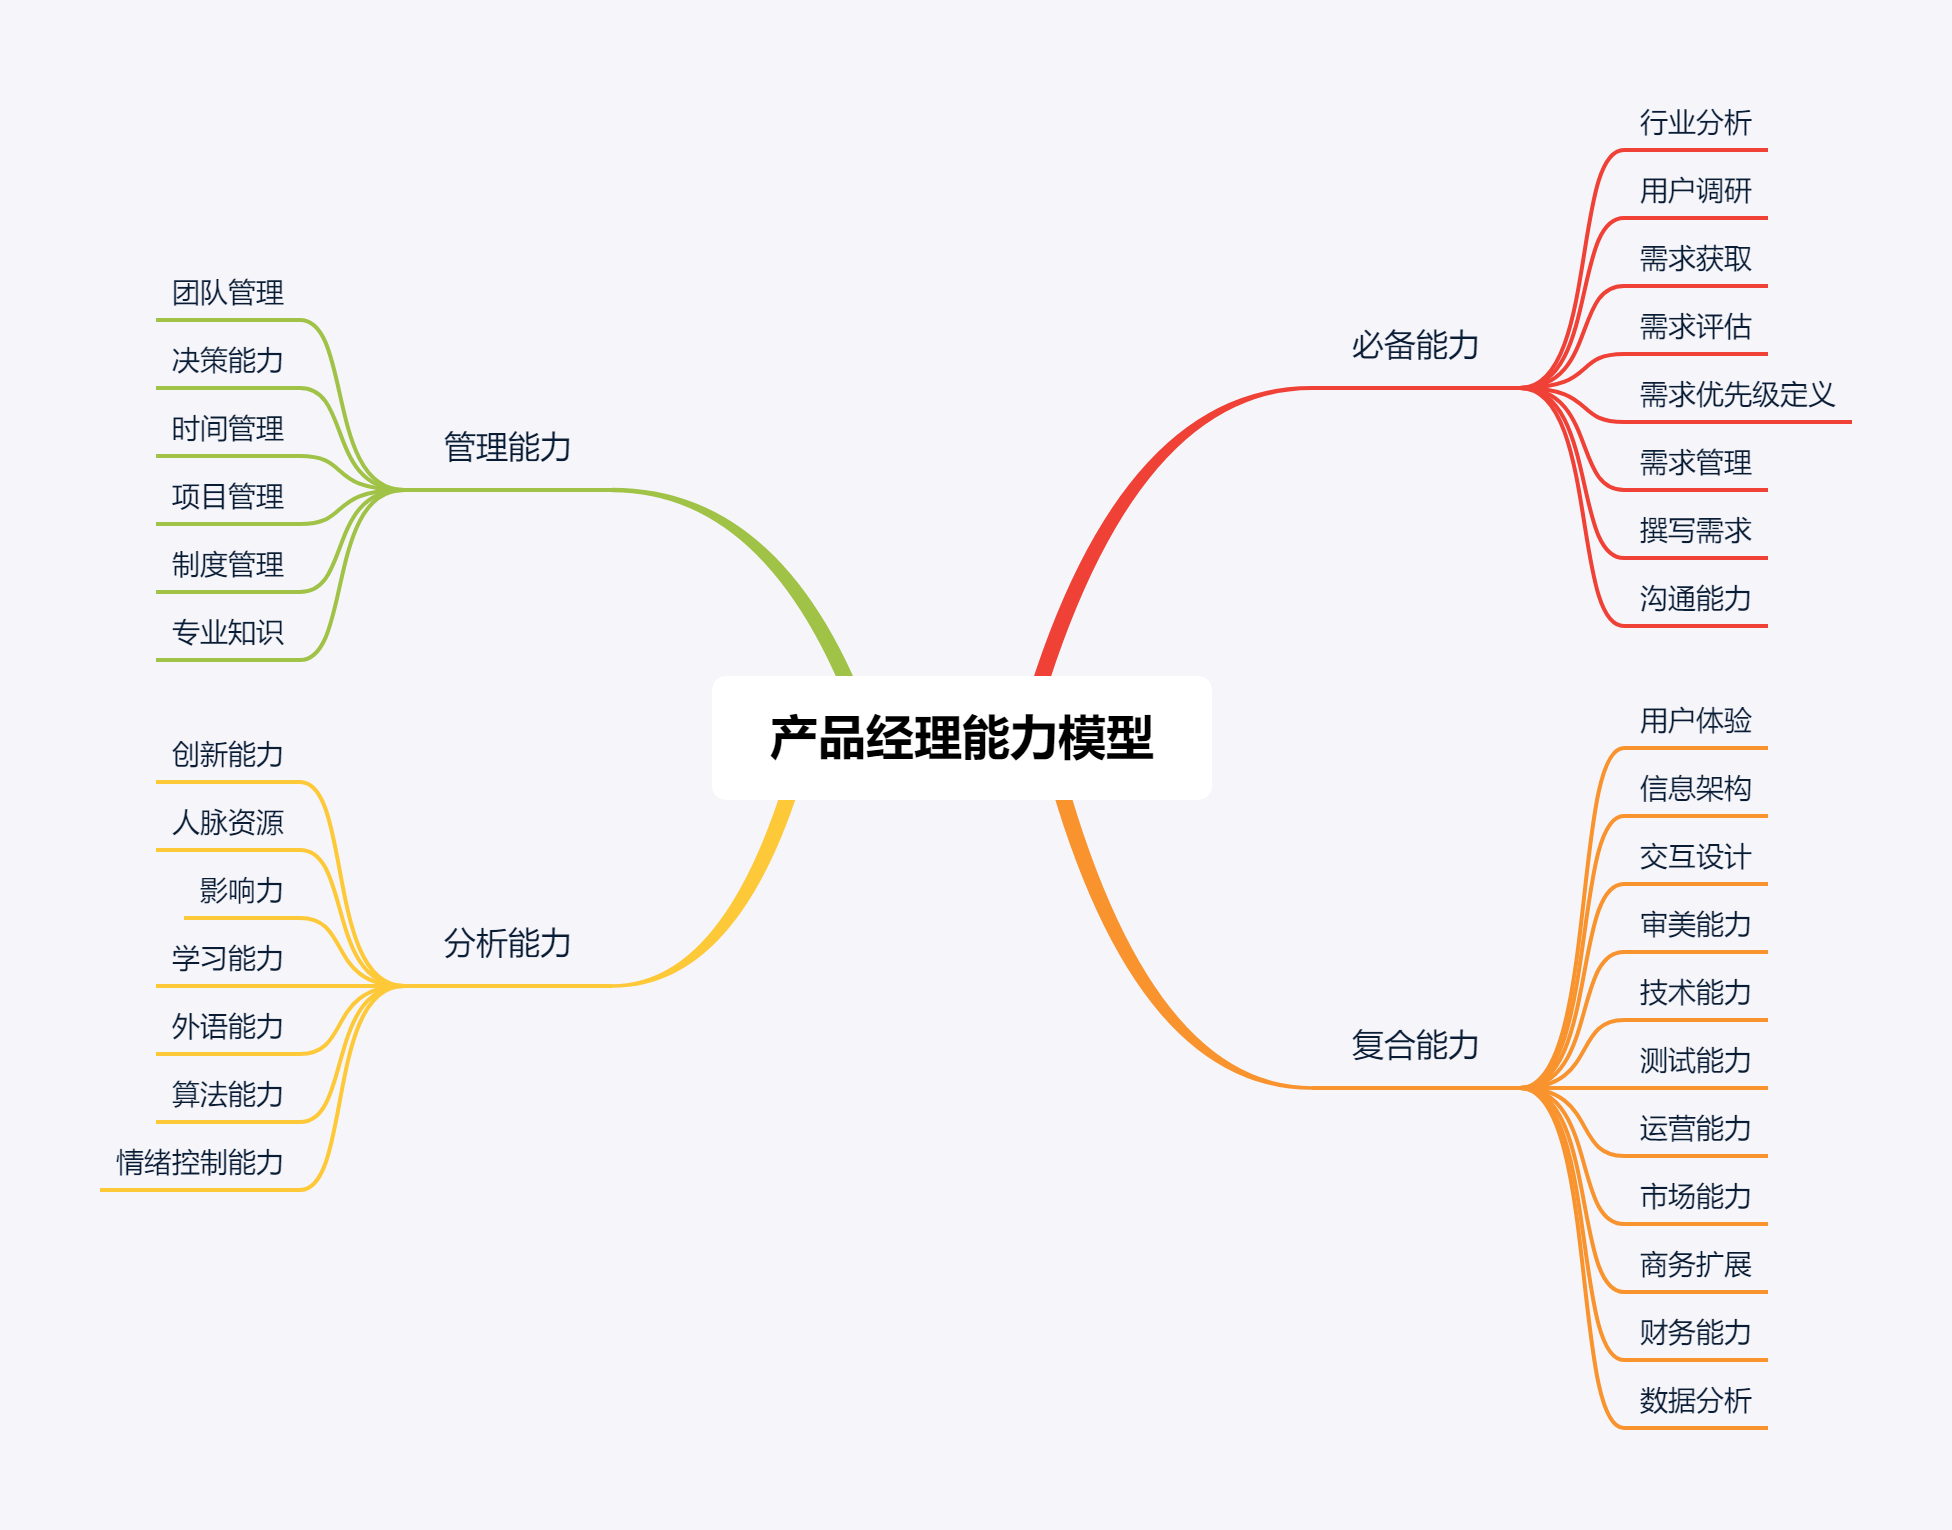 产品经理能力模型
必备能力
行业分析
用户调研
需求获取
需求评估
需求优先级定义
需求管理
撰写需求
沟通能力
复合能力
用户体验
信息架构
交互设计
审美能力
技术能力
测试能力
运营能力
市场能力
商务扩展
财务能力
数据分析
管理能力
团队管理
决策能力
时间管理
项目管理
制度管理
专业知识
分析能力
创新能力
人脉资源
影响力
学习能力
外语能力
算法能力
情绪控制能力